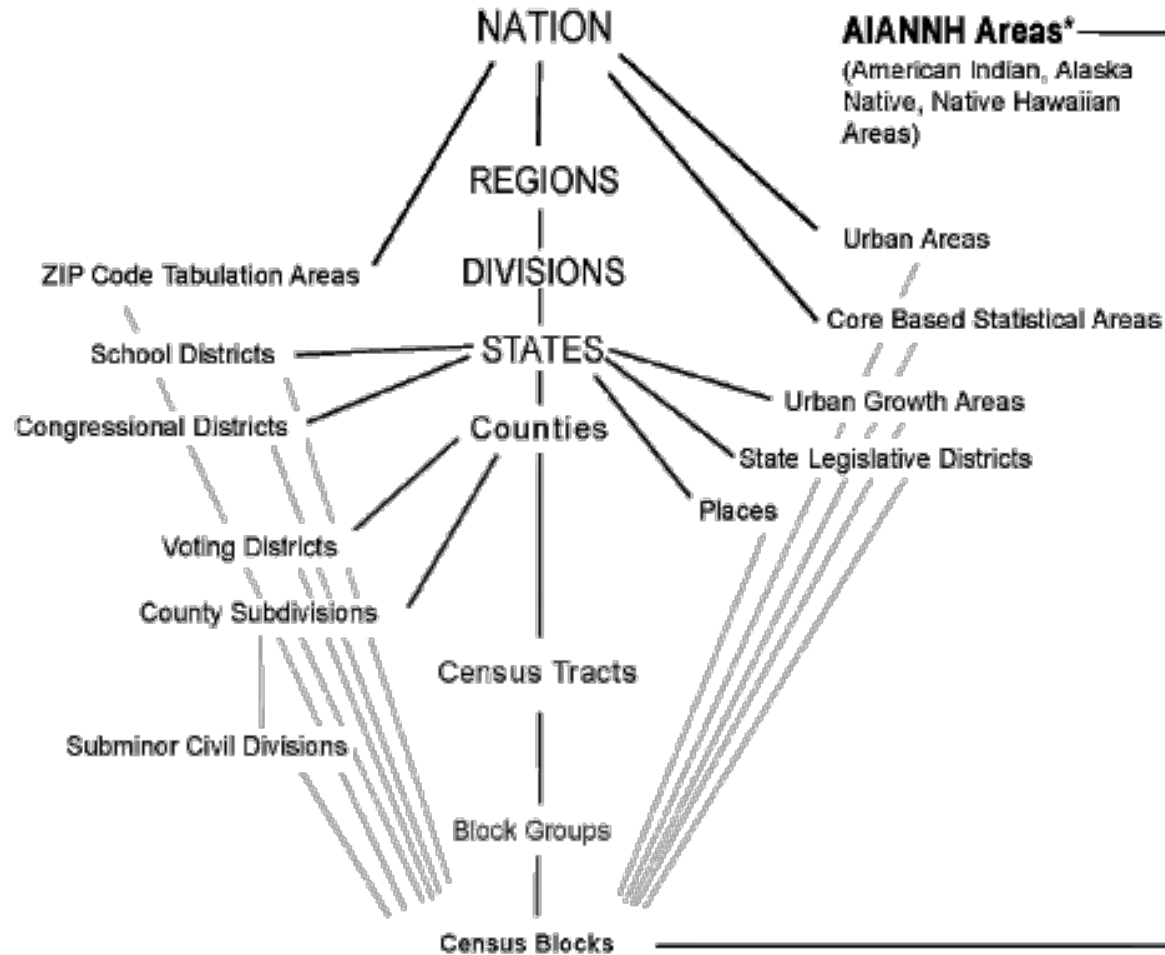 NATION
AIANNH Areas*
(American Indian, Alaska
Native, Native Hawaiian
Areas)
REGIONS
Urban Areas
ZIP Code Tabulation Areas
DIVISIONS
Core Based Statistical Areas
School Districts
STATES
Urban Growth Areas
Congressional Districts
Counties
State Legislative Districts
Places
Voting Districts
County Subdivisions
Census Tracts
Subminor Civil Divisions
Block Groups
Census Blocks